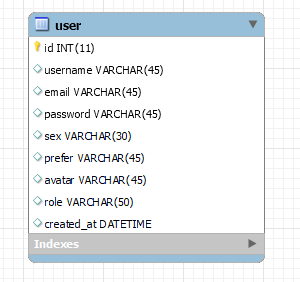 user
id INT(11)
username VARCHAR(45)
email VARCHAR(45)
password VARCHAR(45)
sex VARCHAR(30)
prefer VARCHAR(45)
avatar VARCHAR(45)
role VARCHAR(50)
created_at DATETIME
Indexes